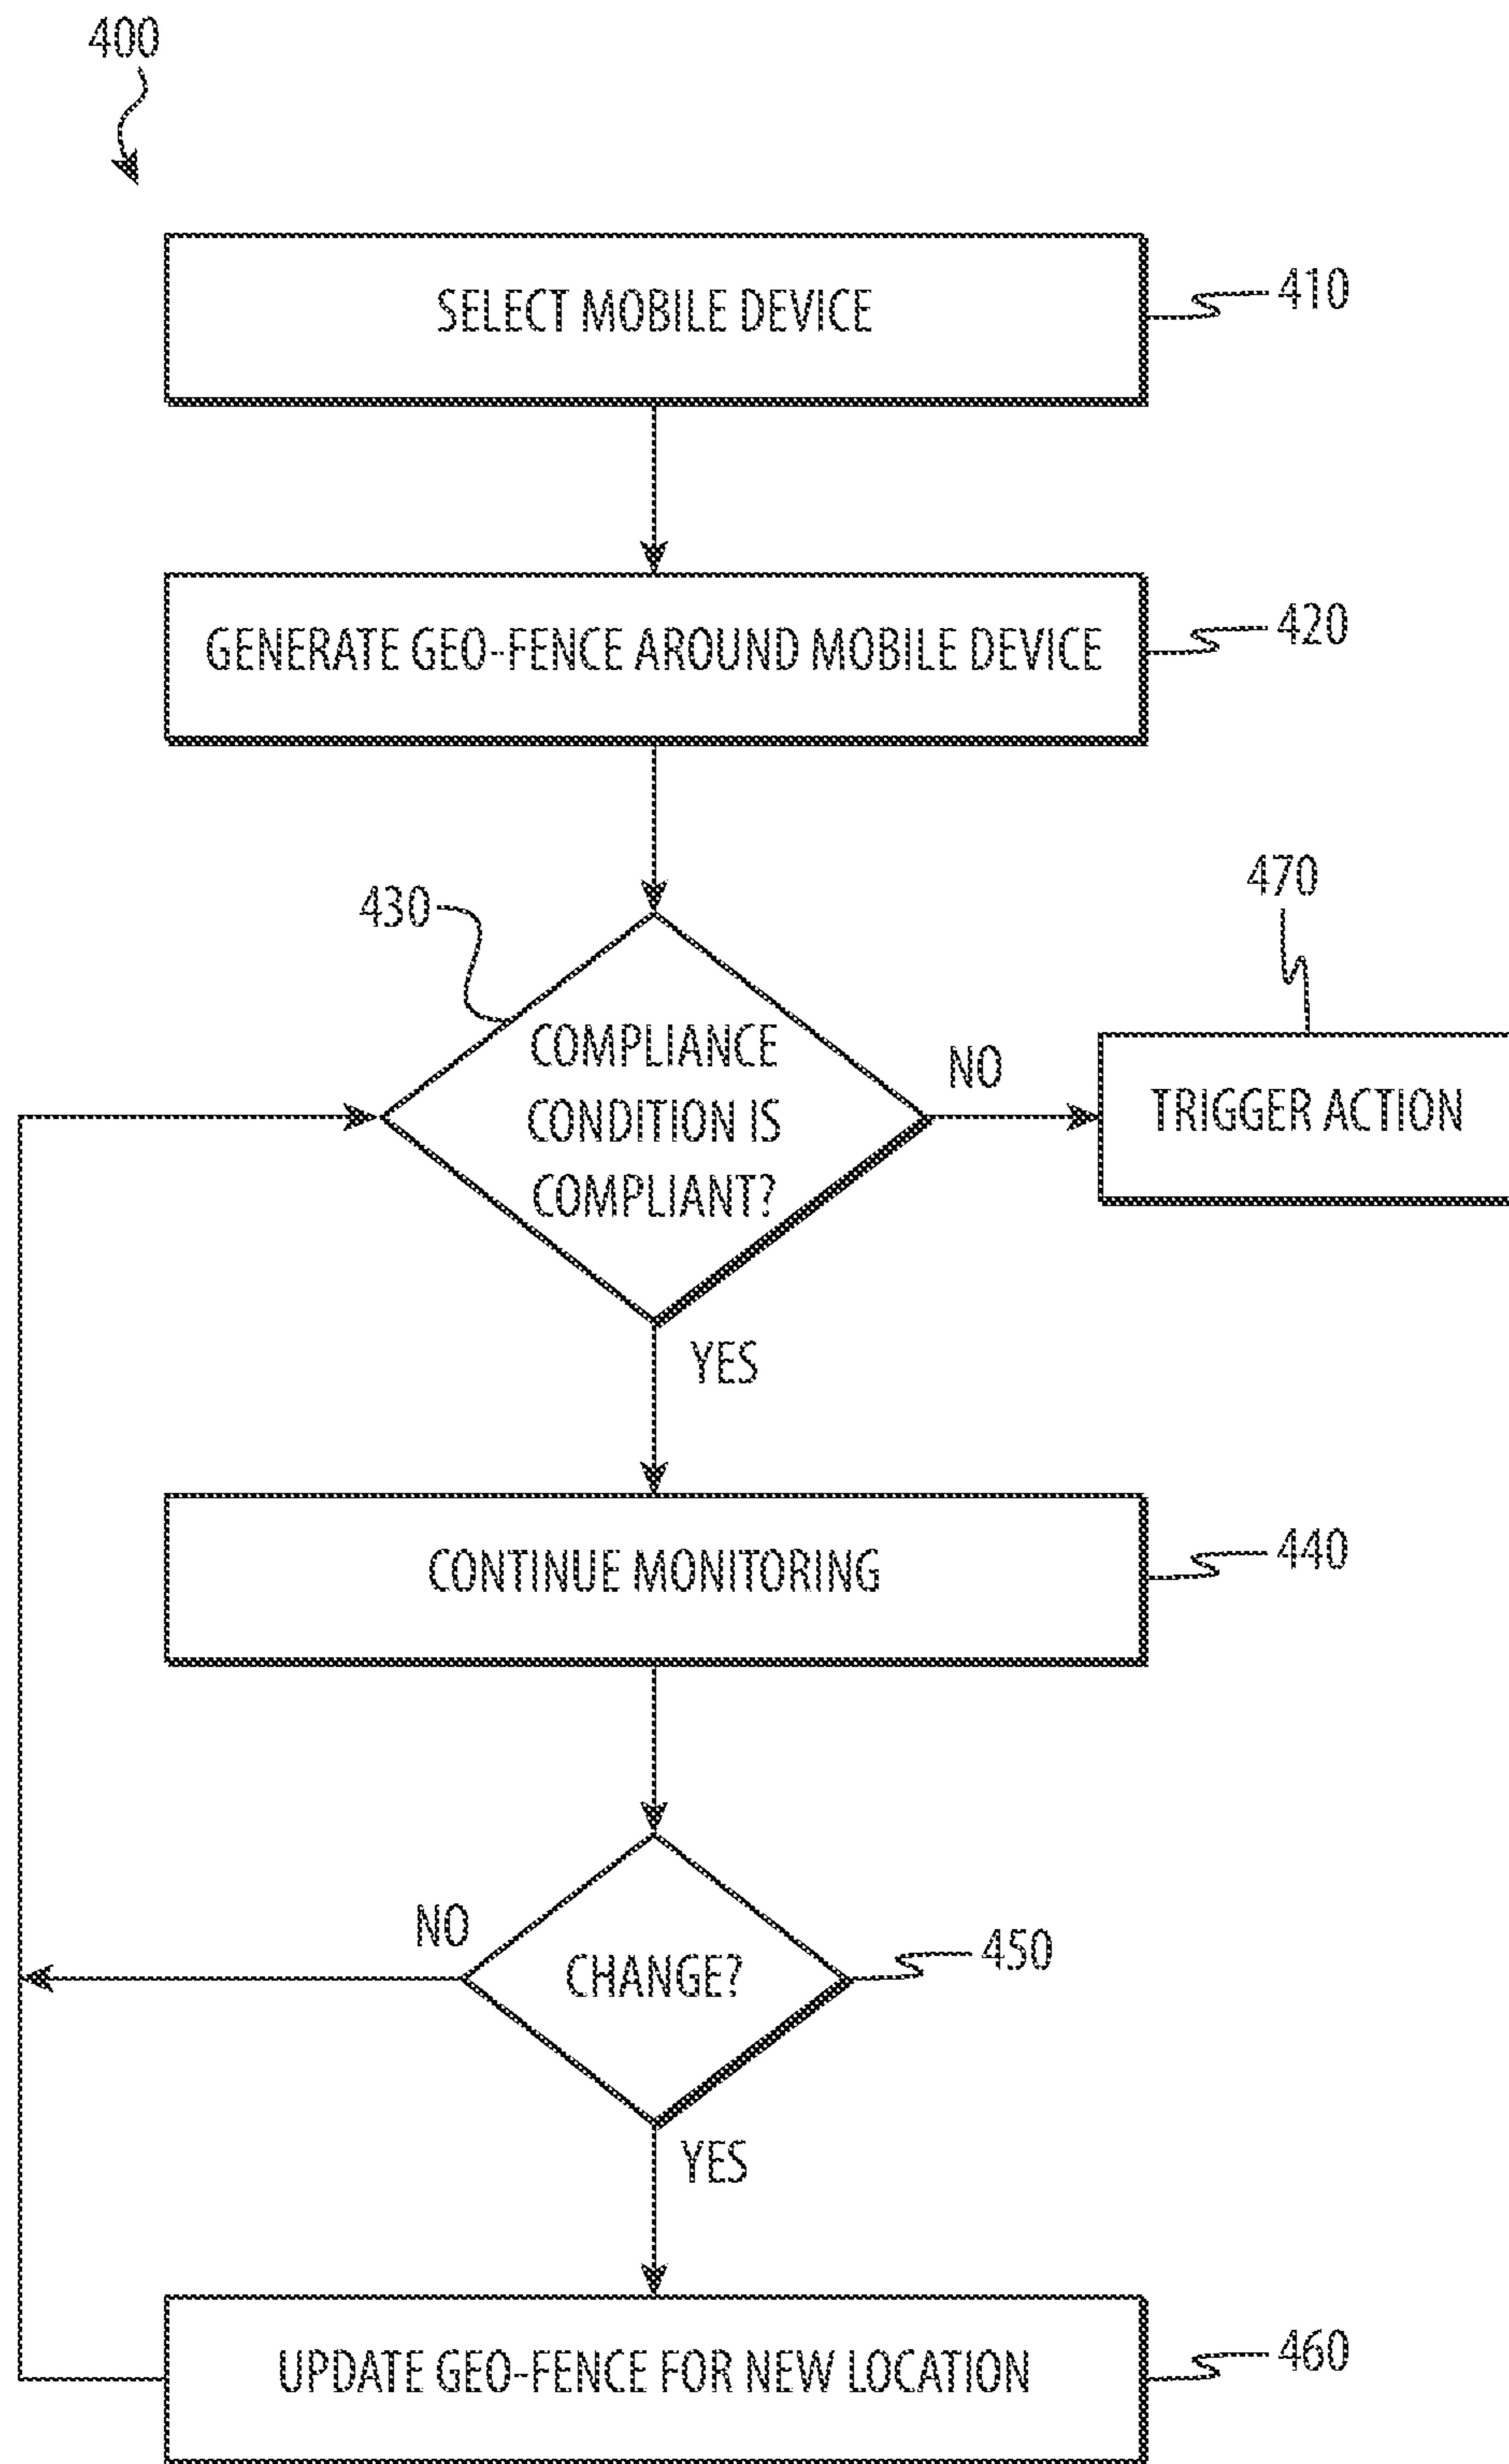 400
SELECT MOBILE DEVICE
410
GENERATE GEO-FENCE AROUND MOBILE DEVICE
420
430
COMPLIANCE
CONDITION IS
COMPLIANT?
NO
470
TRIGGER ACTION
YES
CONTINUE MONITORING
440
NO
CHANGE?
450
YES
UPDATE GEO-FENCE FOR NEW LOCATION
460